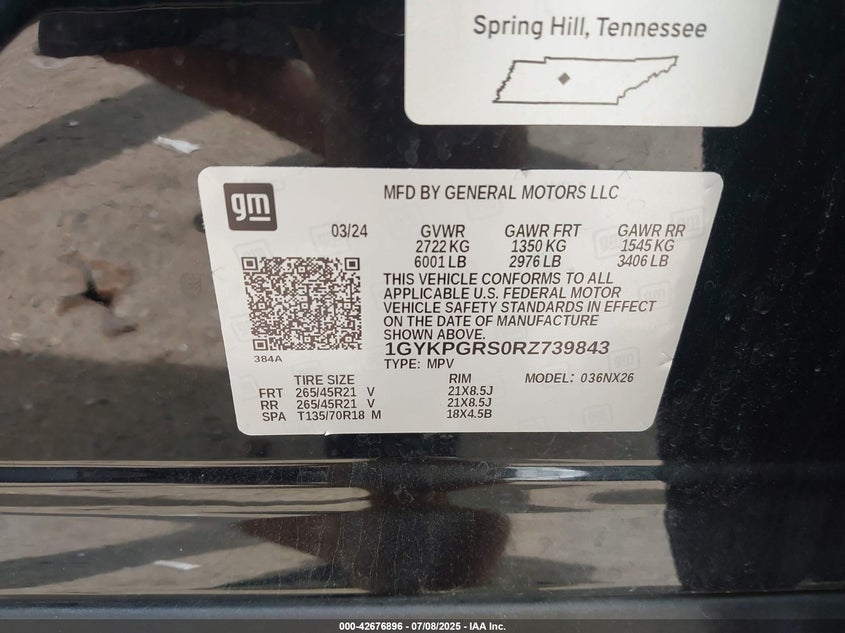 Spring Hill, Tennessee
gm
MFD BY GENERAL MOTORS LLC
03/24 GVWR GAWR FRT GAWR RR
2722 KG 1350 KG 1545 KG
6001 LB 2976 LB 3406 LB
THIS VEHICLE CONFORMS TO ALL
APPLICABLE U.S. FEDERAL MOTOR
VEHICLE SAFETY STANDARDS IN EFFECT
ON THE DATE OF MANUFACTURE
SHOWN ABOVE.
384A
1GYKPGRS0RZ739843
TYPE: MPV
TIRE SIZE RIM MODEL: 036NX26
FRT 265/45R21 V 21X8.5J
RR 265/45R21 V 21X8.5J
SPA T135/70R18 M 18X4.5B
000-42676896 - 07/08/2025 - IAA Inc.